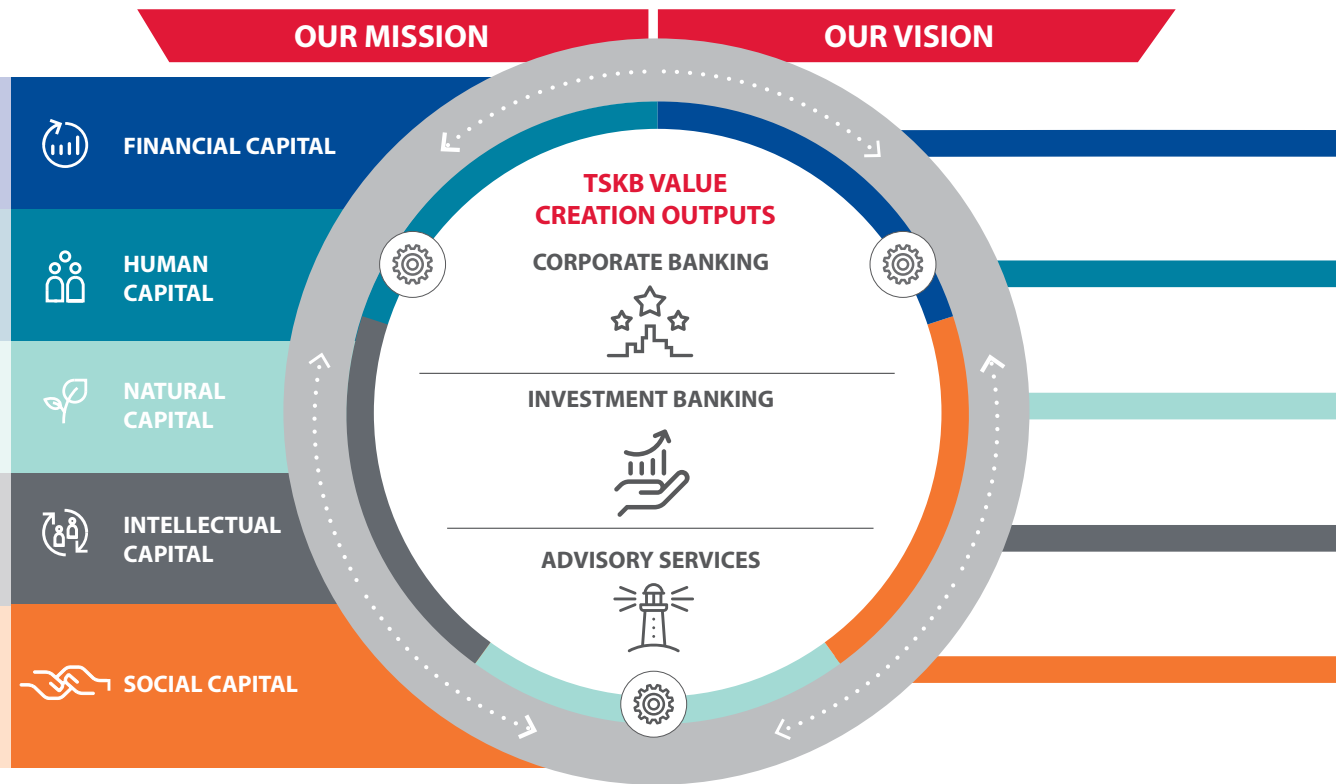 OUR MISSION
OUR VISION
FINANCIAL CAPITAL
HUMAN
CAPITAL
NATURAL
CAPITAL
INTELLECTUAL
CAPITAL
SOCIAL CAPITAL
TSKB VALUE
CREATION OUTPUTS
CORPORATE BANKING
INVESTMENT BANKING
ADVISORY SERVICES